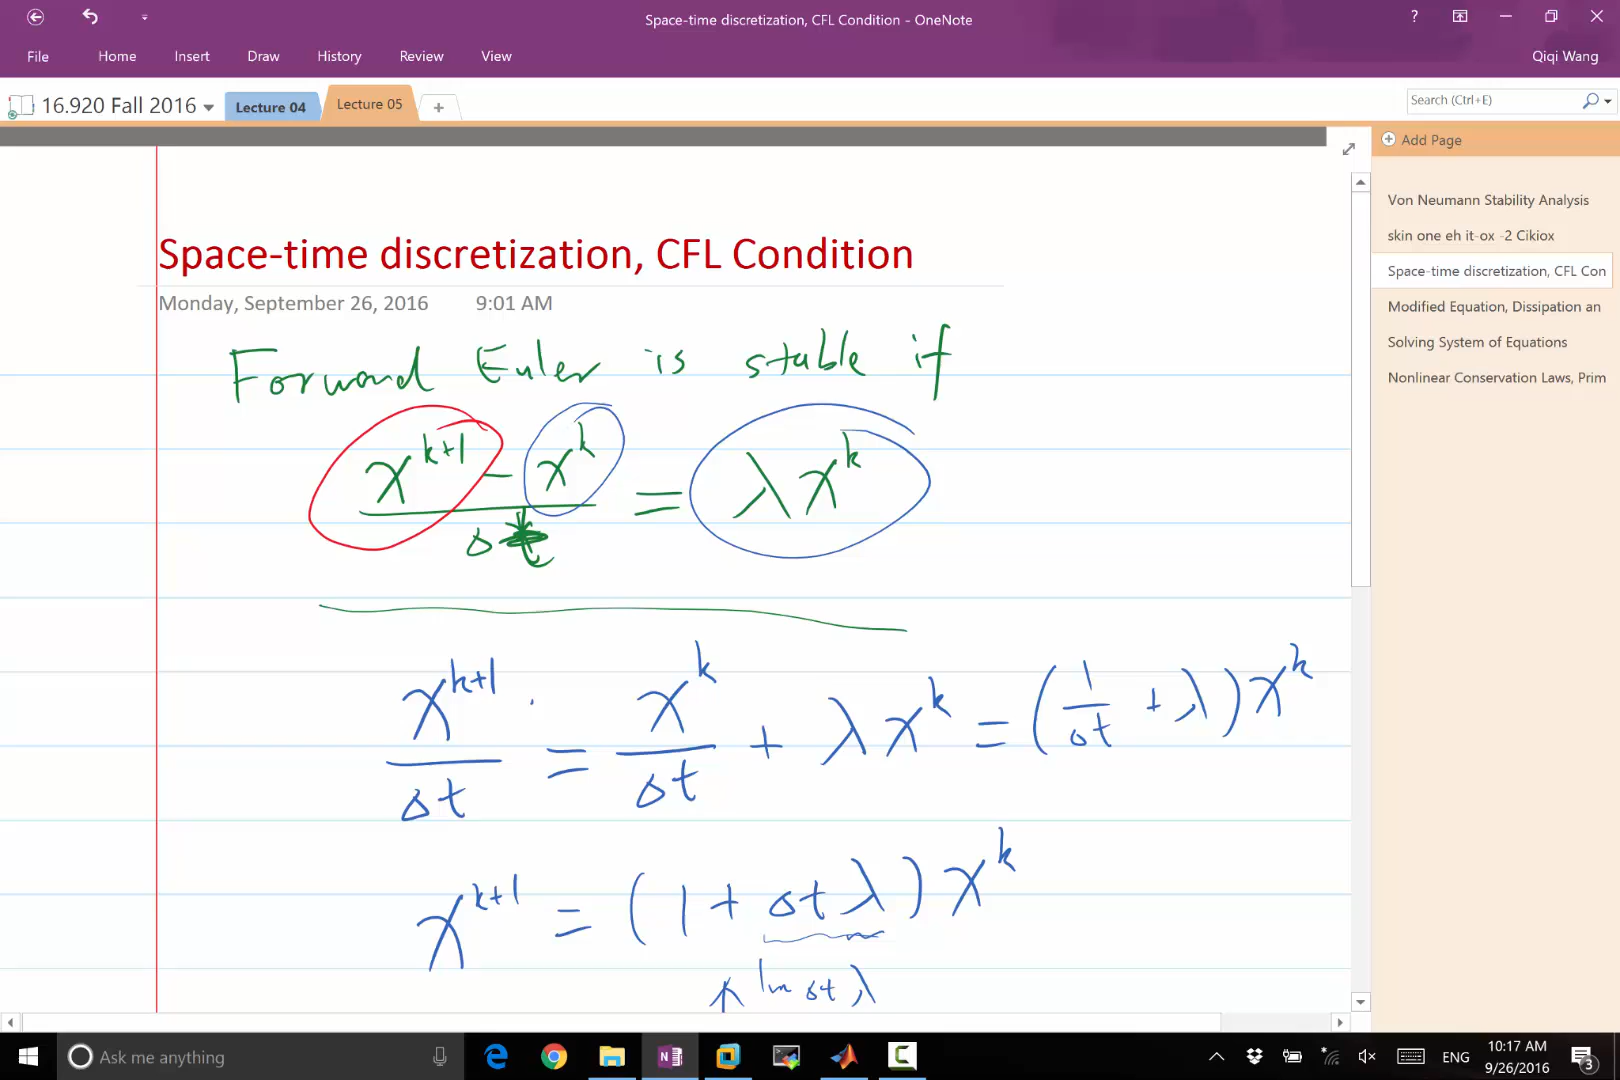 Space-time discretization, CFL Condition - OneNote
?
File Home Insert Draw History Review View
Qiqi Wang
16.920 Fall 2016 Lecture 04 Lecture 05 +
Search (Ctrl+E)
Add Page
Von Neumann Stability Analysis
skin one eh it-ox -2 Cikiox
Space-time discretization, CFL Con
Modified Equation, Dissipation an
Solving System of Equations
Nonlinear Conservation Laws, Prim
Space-time discretization, CFL Condition
Monday, September 26, 2016 9:01 AM
Forward Euler is stable if
(x^{k+1} - x^k) / Δt = λx^k
x^{k+1} / Δt = x^k / Δt + λx^k = (1/Δt + λ)x^k
x^{k+1} = (1 + Δtλ)x^k
Im Δt λ
Ask me anything
ENG
10:17 AM
9/26/2016
3